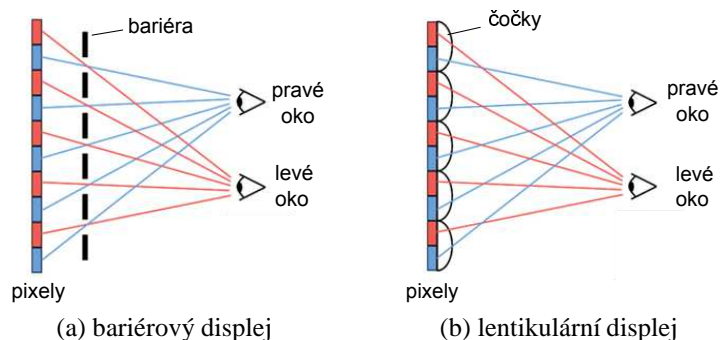 bariéra
pravé
oko
levé
oko
pixely
(a) bariérový displej
čočky
pravé
oko
levé
oko
pixely
(b) lentikulární displej